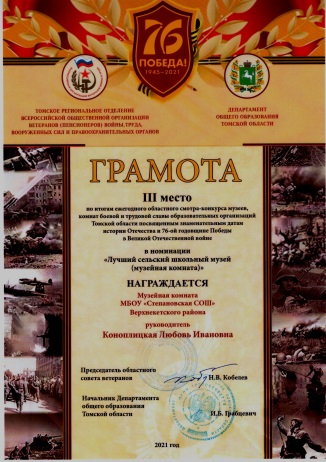 76
ПОБЕДА!
1945-2021
ТОМСКОЕ РЕГИОНАЛЬНОЕ ОТДЕЛЕНИЕ
ВСЕРОССИЙСКОЙ ОБЩЕСТВЕННОЙ ОРГАНИЗАЦИИ
ВЕТЕРАНОВ (ПЕНСИОНЕРОВ) ВОЙНЫ, ТРУДА,
ВООРУЖЕННЫХ СИЛ И ПРАВООХРАНИТЕЛЬНЫХ ОРГАНОВ
ДЕПАРТАМЕНТ
ОБЩЕГО ОБРАЗОВАНИЯ
ТОМСКОЙ ОБЛАСТИ
ГРАМОТА
III место
по итогам ежегодного областного смотра-конкурса музеев,
комнат боевой и трудовой славы образовательных организаций
Томской области посвященным знаменательным датам
истории Отечества и 76-ой годовщине Победы
в Великой Отечественной войне
в номинации
«Лучший сельский школьный музей
(музейная комната)»
НАГРАЖДАЕТСЯ
Музейная комната
МБОУ «Степановская СОШ»
Верхнекетского района
руководитель
Коноплицкая Любовь Ивановна
Председатель областного
совета ветеранов
Н.В. Кобелев
Начальник Департамента
общего образования
Томской области
И.Б. Грабцевич
2021 год